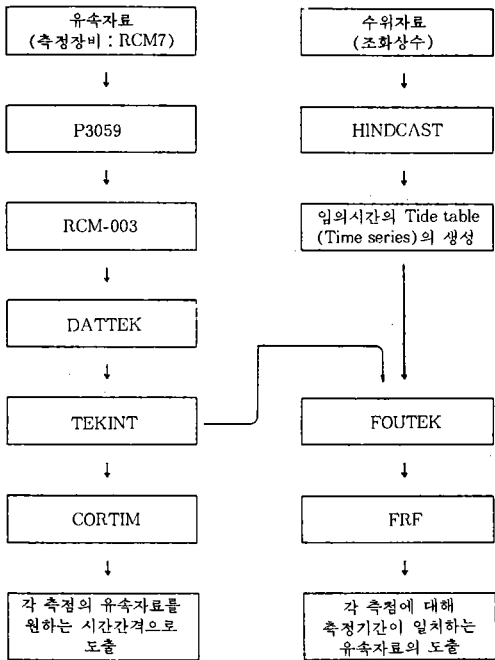 유속자료
(측정장비 : RCM7)
P3059
RCM-003
DATTEK
TEKINT
CORTIM
각 측점의 유속자료를
원하는 시간간격으로
도출
수위자료
(조화상수)
HINDCAST
임의시간의 Tide table
(Time series)의 생성
FOUTEK
FRF
각 측점에 대해
측정기간이 일치하는
유속자료의 도출